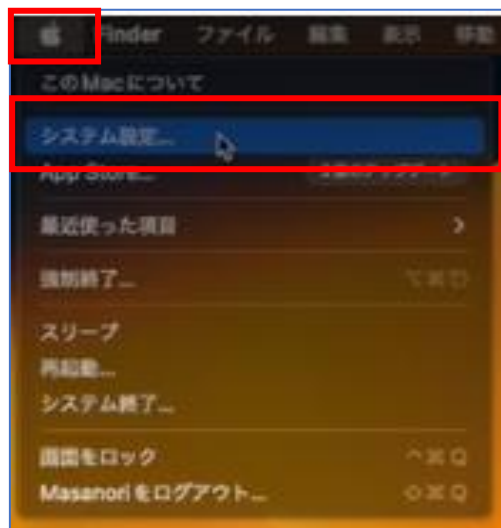 Finder ファイル 編集 表示 移動
このMacについて
システム設定...
App Store...
最近使った項目 >
強制終了...
スリープ
再起動...
システム終了...
画面をロック ^⌘Q
Masanoriをログアウト... ⇧⌘Q